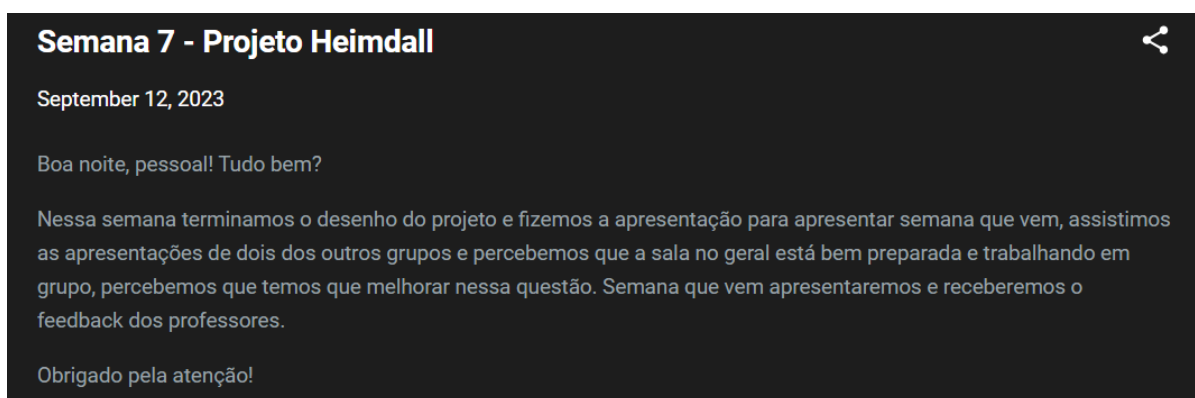 Semana 7 - Projeto Heimdall
September 12, 2023
Boa noite, pessoal! Tudo bem?
Nessa semana terminamos o desenho do projeto e fizemos a apresentação para apresentar semana que vem, assistimos
as apresentações de dois dos outros grupos e percebemos que a sala no geral está bem preparada e trabalhando em
grupo, percebemos que temos que melhorar nessa questão. Semana que vem apresentaremos e receberemos o
feedback dos professores.
Obrigado pela atenção!